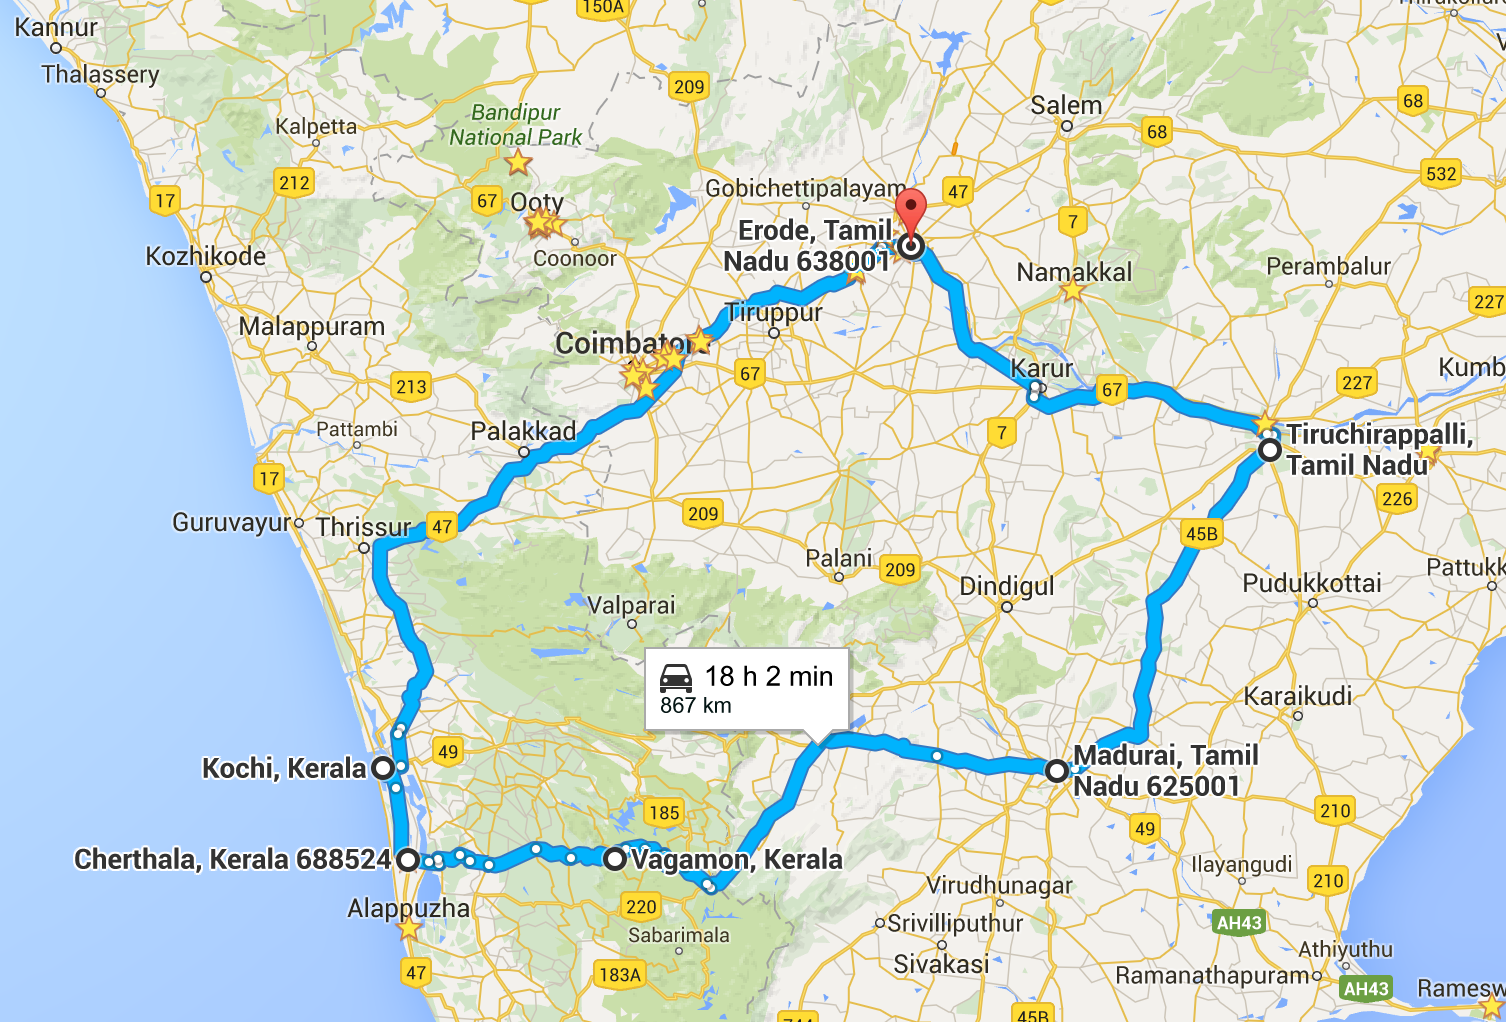 150A
Kannur
Thalassery
209
68
Bandipur
National Park
Salem
68
Kalpetta
212
17
67
Ooty
Gobichettipalayam
47
532
7
Erode, Tamil
Nadu 638001
Kozhikode
Coonoor
Namakkal
Perambalur
227
Malappuram
Tiruppur
Coimbatore
213
67
Karur
67
227
Kumb
Pattambi
Palakkad
7
Tiruchirappalli,
Tamil Nadu
17
226
Guruvayur
Thrissur
47
209
45B
Palani
209
Dindigul
Pudukkottai
Pattukk
Valparai
18 h 2 min
867 km
Karaikudi
Kochi, Kerala
49
Madurai, Tamil
Nadu 625001
185
49
210
Cherthala, Kerala 688524
Vagamon, Kerala
Ilayangudi
210
Alappuzha
220
Virudhunagar
Srivilliputhur
AH43
Sabarimala
Sivakasi
Athiyuthu
47
183A
Ramanathapuram
AH43
Ramesw
744
45B